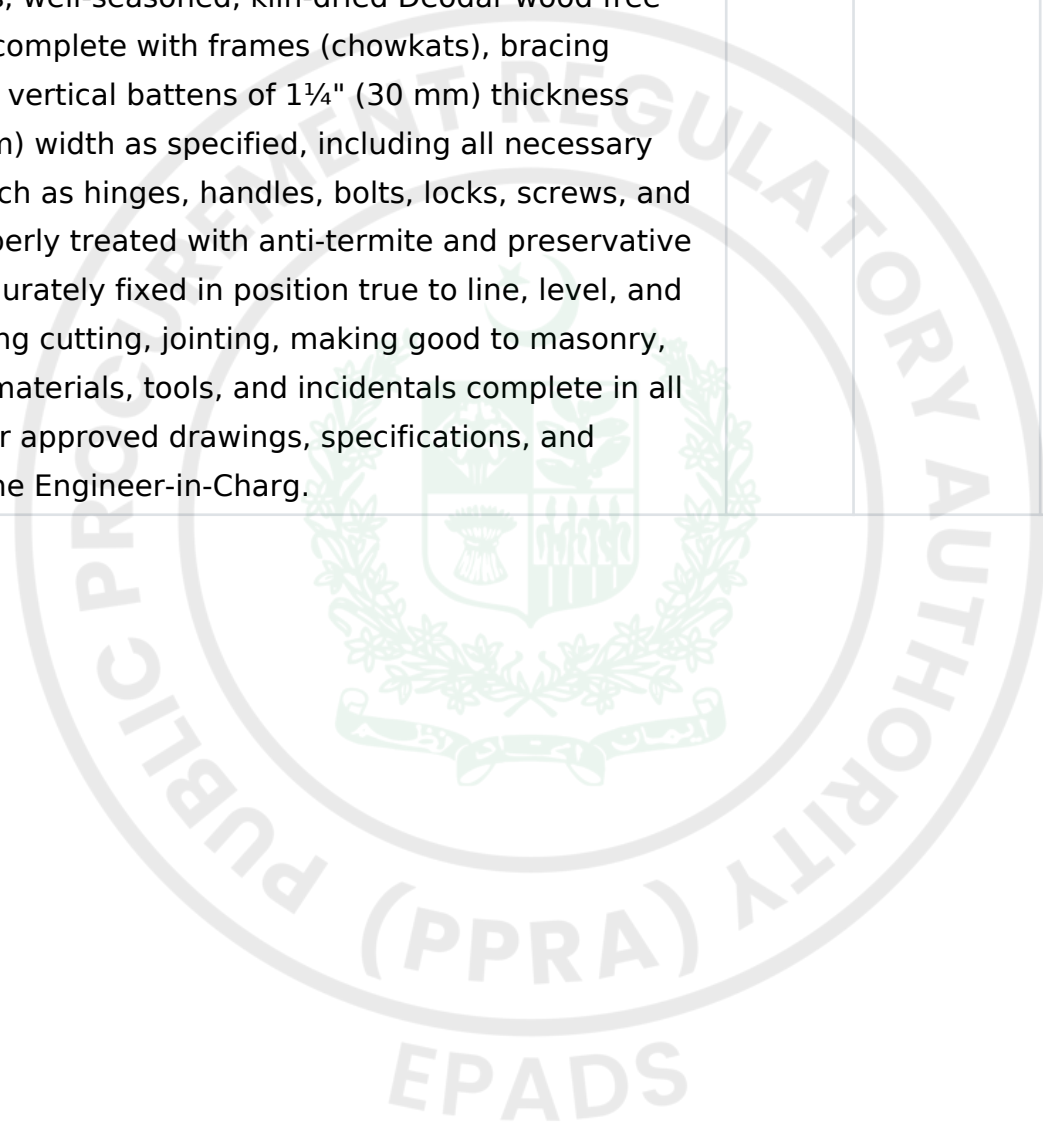 well-seasoned, kiln-dried Deodar wood free
complete with frames (chowkats), bracing
vertical battens of 1¼" (30 mm) thickness
m) width as specified, including all necessary
ch as hinges, handles, bolts, locks, screws, and
perly treated with anti-termite and preservative
urately fixed in position true to line, level, and
ng cutting, jointing, making good to masonry,
materials, tools, and incidentals complete in all
r approved drawings, specifications, and
ne Engineer-in-Charg.
PUBLIC PROCUREMENT REGULATORY AUTHORITY
(PPRA)
EPADS